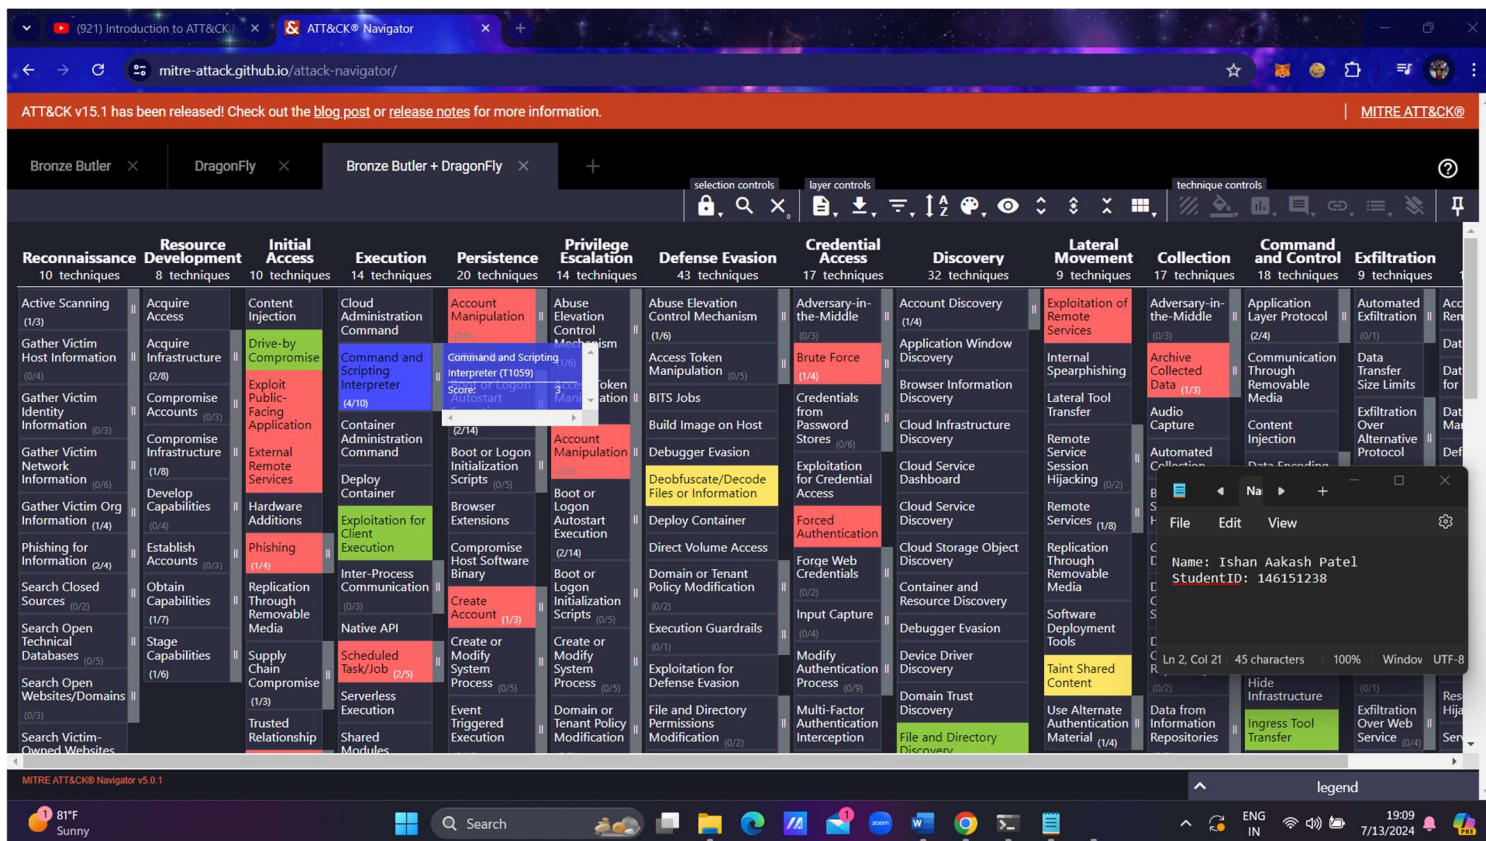 (921) Introduction to ATT&CK N
ATT&CK® Navigator
mitre-attack.github.io/attack-navigator/
ATT&CK v15.1 has been released! Check out the blog post or release notes for more information.
MITRE ATT&CK®
Bronze Butler
DragonFly
Bronze Butler + DragonFly
selection controls
layer controls
technique controls
Reconnaissance
10 techniques
Active Scanning
(1/3)
Gather Victim
Host Information
(0/4)
Gather Victim
Identity
Information (0/3)
Gather Victim
Network
Information (0/6)
Gather Victim Org
Information (1/4)
Phishing for
Information (2/4)
Search Closed
Sources (0/2)
Search Open
Technical
Databases (0/5)
Search Open
Websites/Domains
(0/3)
Search Victim-
Owned Websites
Resource
Development
8 techniques
Acquire
Access
Acquire
Infrastructure
(2/8)
Compromise
Accounts (0/3)
Compromise
Infrastructure
(1/8)
Develop
Capabilities
(0/4)
Establish
Accounts (0/3)
Obtain
Capabilities
(1/7)
Stage
Capabilities
(1/6)
Initial
Access
10 techniques
Content
Injection
Drive-by
Compromise
Exploit
Public-
Facing
Application
External
Remote
Services
Hardware
Additions
Phishing
(1/4)
Replication
Through
Removable
Media
Supply
Chain
Compromise
(1/3)
Trusted
Relationship
Execution
14 techniques
Cloud
Administration
Command
Command and
Scripting
Interpreter
(4/10)
Container
Administration
Command
Deploy
Container
Exploitation for
Client
Execution
Inter-Process
Communication
(0/3)
Native API
Scheduled
Task/Job (2/5)
Serverless
Execution
Shared
Modules
Persistence
20 techniques
Account
Manipulation
(0/6)
Command and Scripting
Interpreter (T1059)
Score: 3
(2/14)
Boot or Logon
Initialization
Scripts (0/5)
Browser
Extensions
Compromise
Host Software
Binary
Create
Account (1/3)
Create or
Modify
System
Process (0/5)
Event
Triggered
Execution
Privilege
Escalation
14 techniques
Abuse
Elevation
Control
Mechanism
(1/6)
Access Token
Manipulation
Account
Manipulation
(0/6)
Boot or
Logon
Autostart
Execution
(2/14)
Boot or
Logon
Initialization
Scripts (0/5)
Create or
Modify
System
Process (0/5)
Domain or
Tenant Policy
Modification
Defense Evasion
43 techniques
Abuse Elevation
Control Mechanism
(1/6)
Access Token
Manipulation (0/5)
BITS Jobs
Build Image on Host
Debugger Evasion
Deobfuscate/Decode
Files or Information
Deploy Container
Direct Volume Access
Domain or Tenant
Policy Modification
(0/2)
Execution Guardrails
(0/1)
Exploitation for
Defense Evasion
File and Directory
Permissions
Modification (0/2)
Credential
Access
17 techniques
Adversary-in-
the-Middle
(0/3)
Brute Force
(1/4)
Credentials
from
Password
Stores (0/6)
Exploitation
for Credential
Access
Forced
Authentication
Forge Web
Credentials
(0/2)
Input Capture
(0/4)
Modify
Authentication
Process (0/9)
Multi-Factor
Authentication
Interception
Discovery
32 techniques
Account Discovery
(1/4)
Application Window
Discovery
Browser Information
Discovery
Cloud Infrastructure
Discovery
Cloud Service
Dashboard
Cloud Service
Discovery
Cloud Storage Object
Discovery
Container and
Resource Discovery
Debugger Evasion
Device Driver
Discovery
Domain Trust
Discovery
File and Directory
Discovery
Lateral
Movement
9 techniques
Exploitation of
Remote
Services
Internal
Spearphishing
Lateral Tool
Transfer
Remote
Service
Session
Hijacking (0/2)
Remote
Services (1/8)
Replication
Through
Removable
Media
Software
Deployment
Tools
Taint Shared
Content
Use Alternate
Authentication
Material (1/4)
Collection
17 techniques
Adversary-in-
the-Middle
(0/3)
Archive
Collected
Data (1/3)
Audio
Capture
Automated
Collection
(0/2)
Data from
Information
Repositories
Command
and Control
18 techniques
Application
Layer Protocol
(2/4)
Communication
Through
Removable
Media
Content
Injection
Data Encoding
Hide
Infrastructure
Ingress Tool
Transfer
Exfiltration
9 techniques
Automated
Exfiltration
(0/1)
Data
Transfer
Size Limits
Exfiltration
Over
Alternative
Protocol
(0/1)
Exfiltration
Over Web
Service (0/4)
File
Edit
View
Name: Ishan Aakash Patel
StudentID: 146151238
Ln 2, Col 21
45 characters
100%
Window
UTF-8
MITRE ATT&CK® Navigator v5.0.1
legend
1
81°F
Sunny
Search
1
zoom
ENG
IN
19:09
7/13/2024
PRE